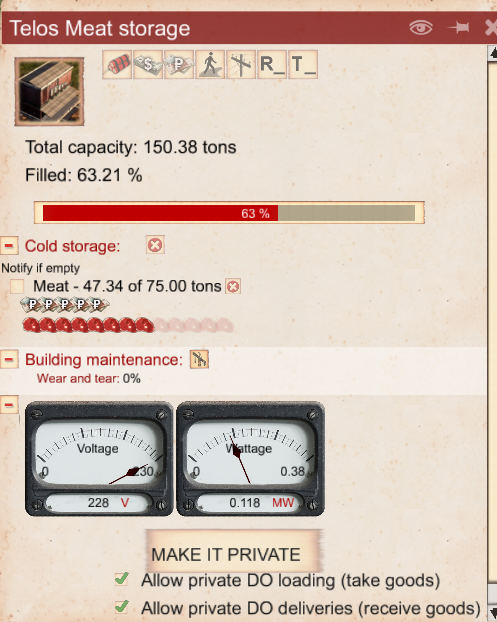 Telos Meat storage
$ P R_ T_
Total capacity: 150.38 tons
Filled: 63.21 %
63 %
Cold storage:
Notify if empty
Meat - 47.34 of 75.00 tons
P P P P P
Building maintenance:
Wear and tear: 0%
Voltage Wattage
0 230 0 0.38
228 V 0.118 MW
MAKE IT PRIVATE
Allow private DO loading (take goods)
Allow private DO deliveries (receive goods)